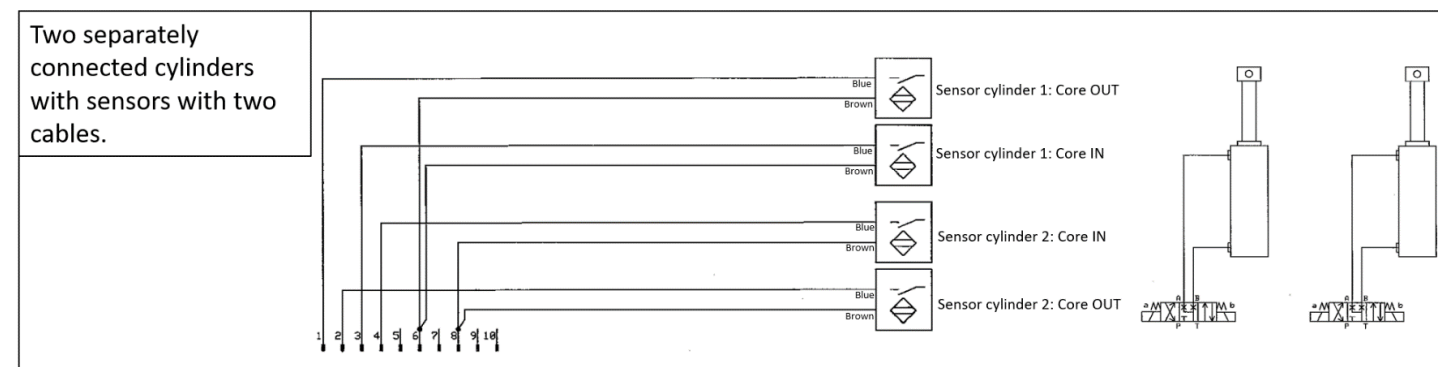 Two separately
connected cylinders
with sensors with two
cables.
Blue
Brown
Sensor cylinder 1: Core OUT
Blue
Brown
Sensor cylinder 1: Core IN
Blue
Brown
Sensor cylinder 2: Core IN
Blue
Brown
Sensor cylinder 2: Core OUT
1 2 3 4 5 6 7 8 9 10
A B
a b
P T
A B
a b
P T